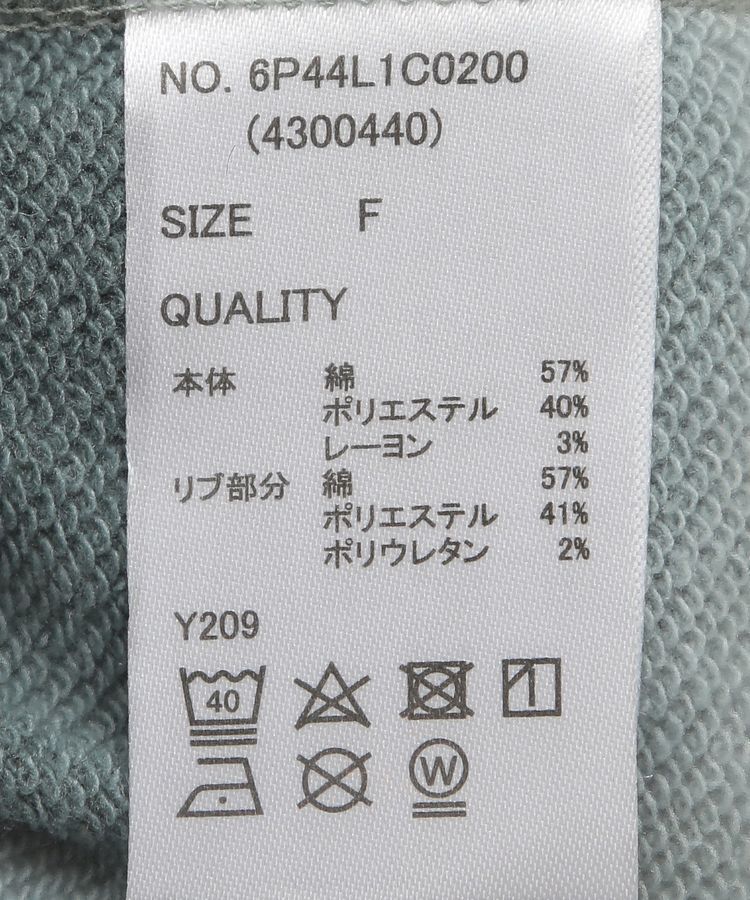 NO. 6P44L1C0200
(4300440)
SIZE F
QUALITY
本体 綿 57%
ポリエステル 40%
レーヨン 3%
リブ部分 綿 57%
ポリエステル 41%
ポリウレタン 2%
Y209
40
W